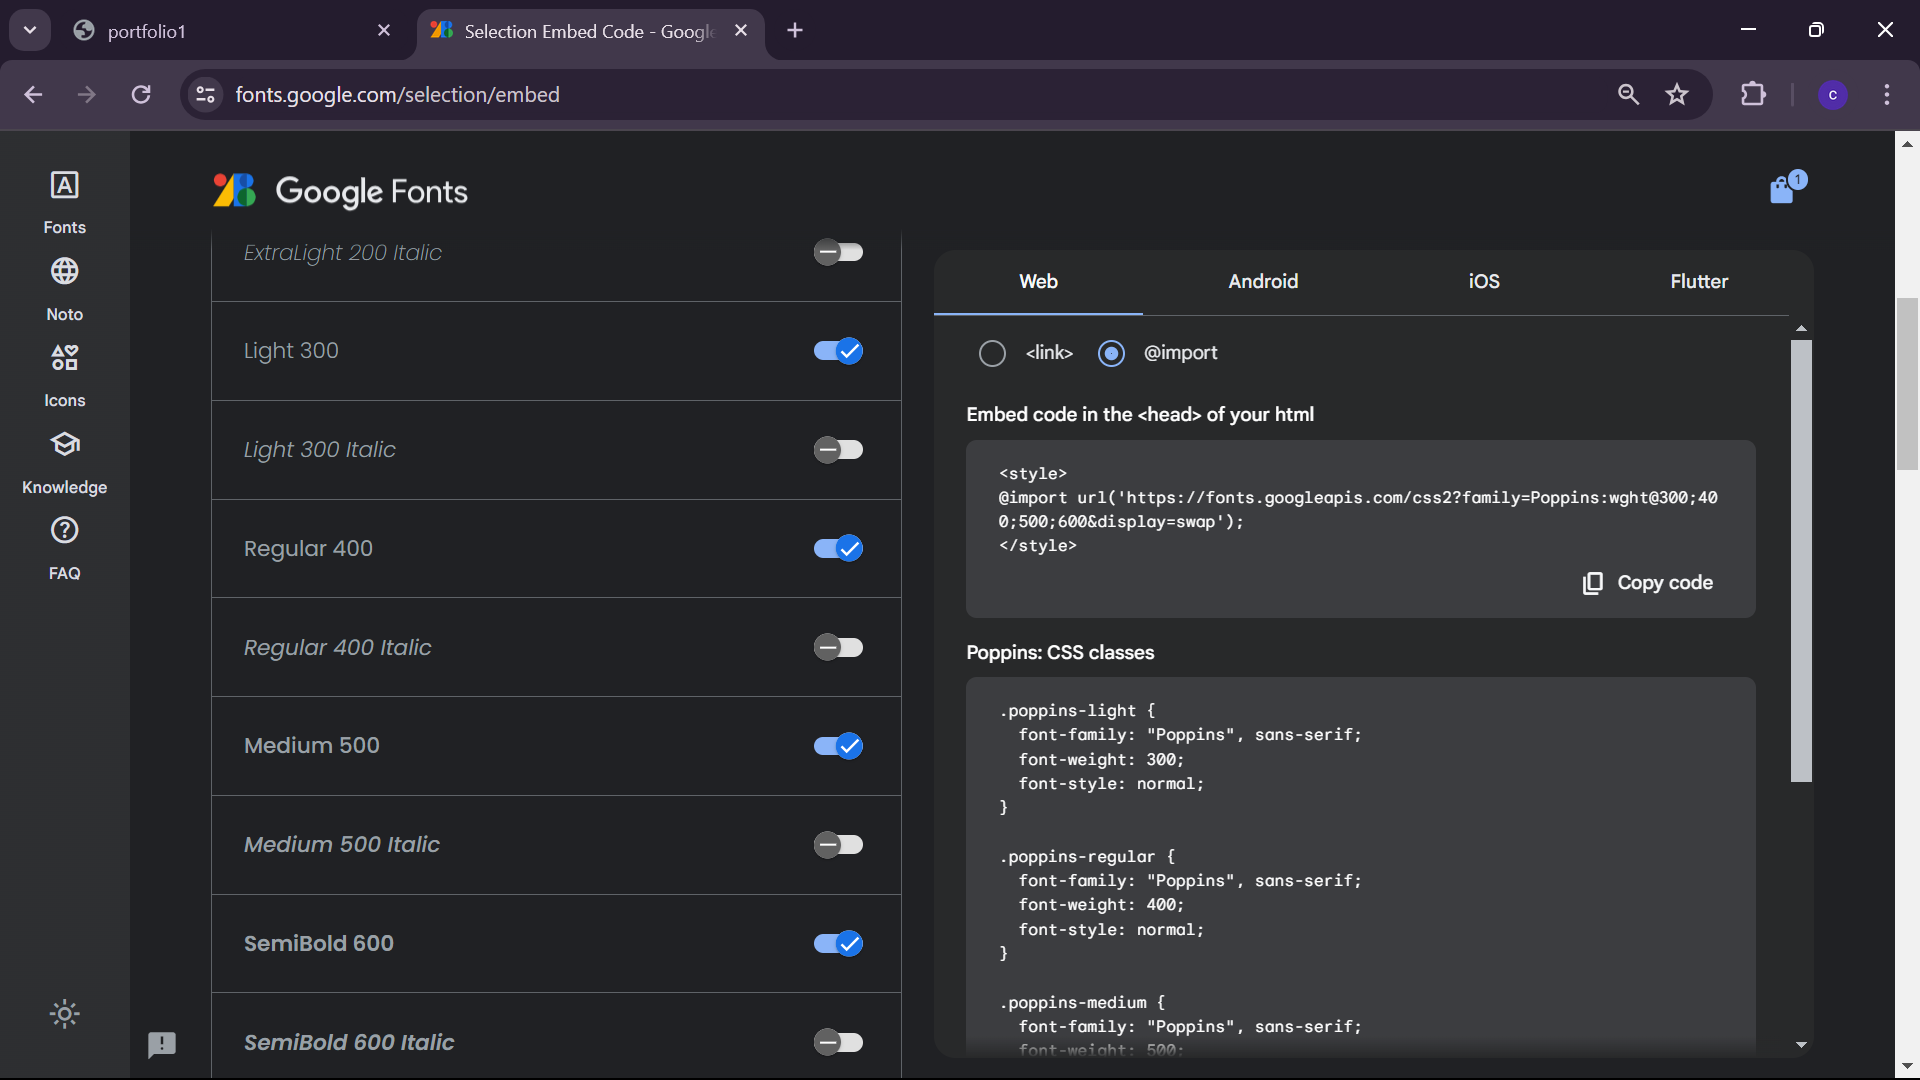 portfolio1
Selection Embed Code - Google
fonts.google.com/selection/embed
c
Fonts
Noto
Icons
Knowledge
FAQ
Google Fonts
1
ExtraLight 200 Italic
Light 300
Light 300 Italic
Regular 400
Regular 400 Italic
Medium 500
Medium 500 Italic
SemiBold 600
SemiBold 600 Italic
Web
Android
iOS
Flutter
<link>
@import
Embed code in the <head> of your html
<style>
@import url('https://fonts.googleapis.com/css2?family=Poppins:wght@300;40
0;500;600&display=swap');
</style>
Copy code
Poppins: CSS classes
.poppins-light {
font-family: "Poppins", sans-serif;
font-weight: 300;
font-style: normal;
}
.poppins-regular {
font-family: "Poppins", sans-serif;
font-weight: 400;
font-style: normal;
}
.poppins-medium {
font-family: "Poppins", sans-serif;
font-weight: 500;